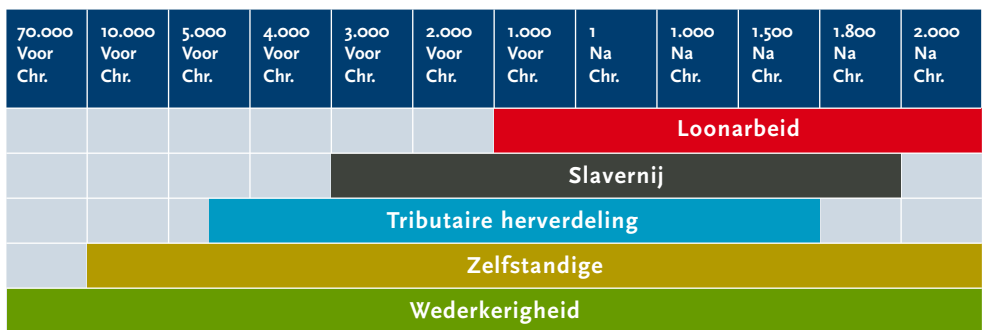 70.000 Voor Chr.
10.000 Voor Chr.
5.000 Voor Chr.
4.000 Voor Chr.
3.000 Voor Chr.
2.000 Voor Chr.
1.000 Voor Chr.
1 Na Chr.
1.000 Na Chr.
1.500 Na Chr.
1.800 Na Chr.
2.000 Na Chr.
Loonarbeid
Slavernij
Tributaire herverdeling
Zelfstandige
Wederkerigheid